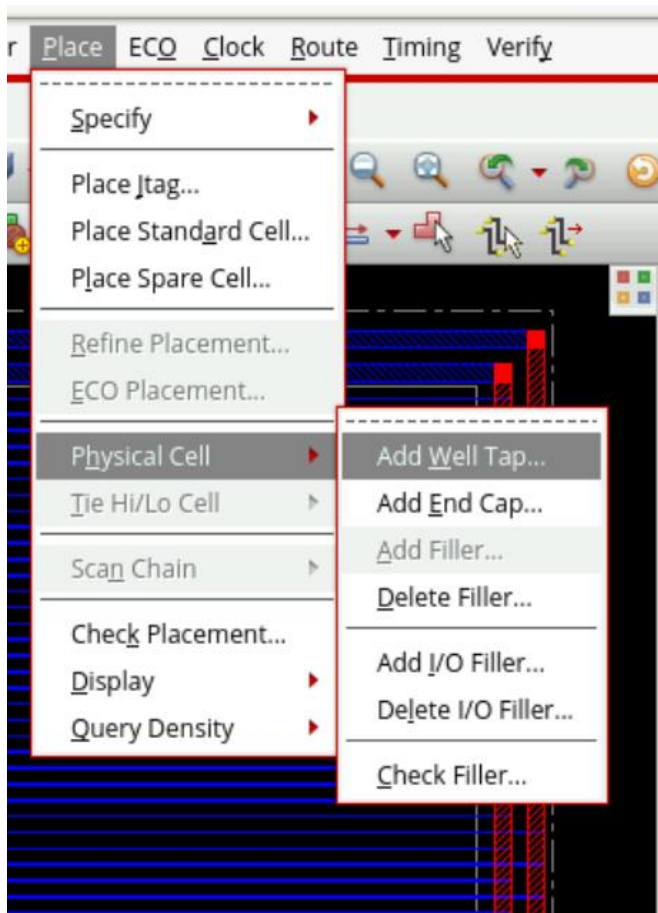 r Place ECO Clock Route Timing Verify
Specify
Place Jtag...
Place Standard Cell...
Place Spare Cell...
Refine Placement...
ECO Placement...
Physical Cell
Tie Hi/Lo Cell
Scan Chain
Check Placement...
Display
Query Density
Add Well Tap...
Add End Cap...
Add Filler...
Delete Filler...
Add I/O Filler...
Delete I/O Filler...
Check Filler...